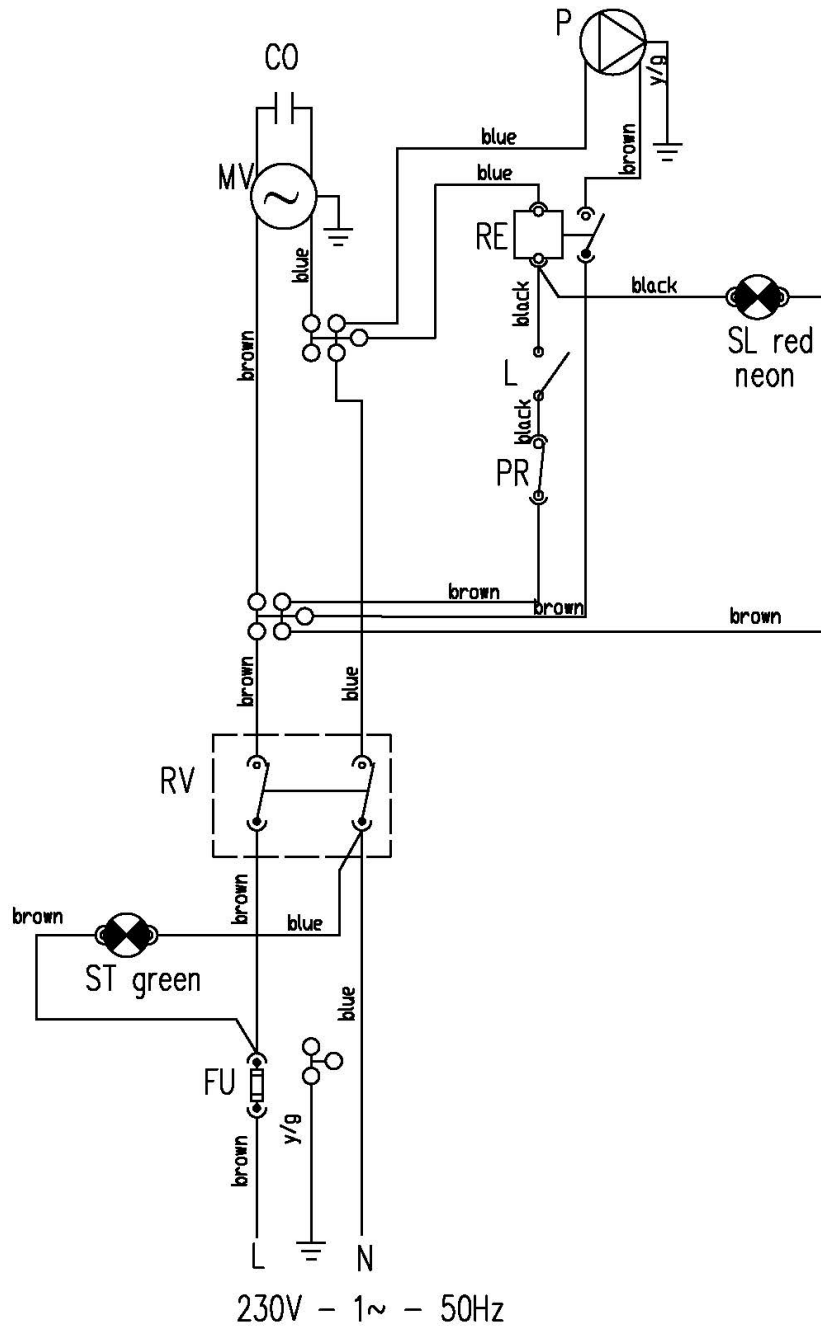 P
CO
y/g
blue
brown
MV
blue
RE
blue
black
black
SL red
neon
brown
L
black
PR
brown
brown
brown
brown
blue
RV
brown
brown
blue
ST green
blue
FU
y/g
brown
L
N
230V - 1~ - 50Hz